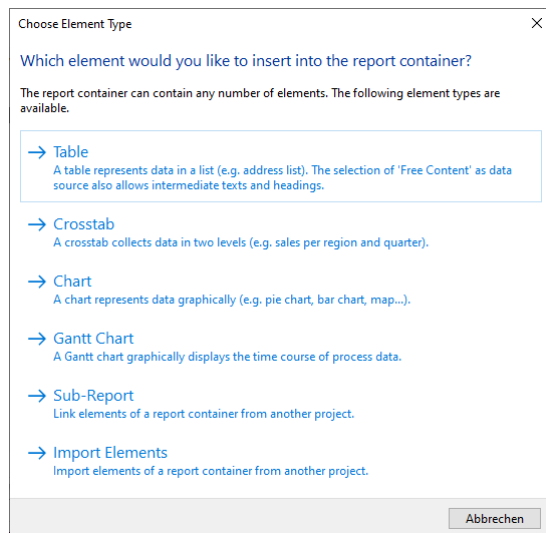 Choose Element Type
Which element would you like to insert into the report container?
The report container can contain any number of elements. The following element types are
available.
Table
A table represents data in a list (e.g. address list). The selection of 'Free Content' as data
source also allows intermediate texts and headings.
Crosstab
A crosstab collects data in two levels (e.g. sales per region and quarter).
Chart
A chart represents data graphically (e.g. pie chart, bar chart, map...).
Gantt Chart
A Gantt chart graphically displays the time course of process data.
Sub-Report
Link elements of a report container from another project.
Import Elements
Import elements of a report container from another project.
Abbrechen